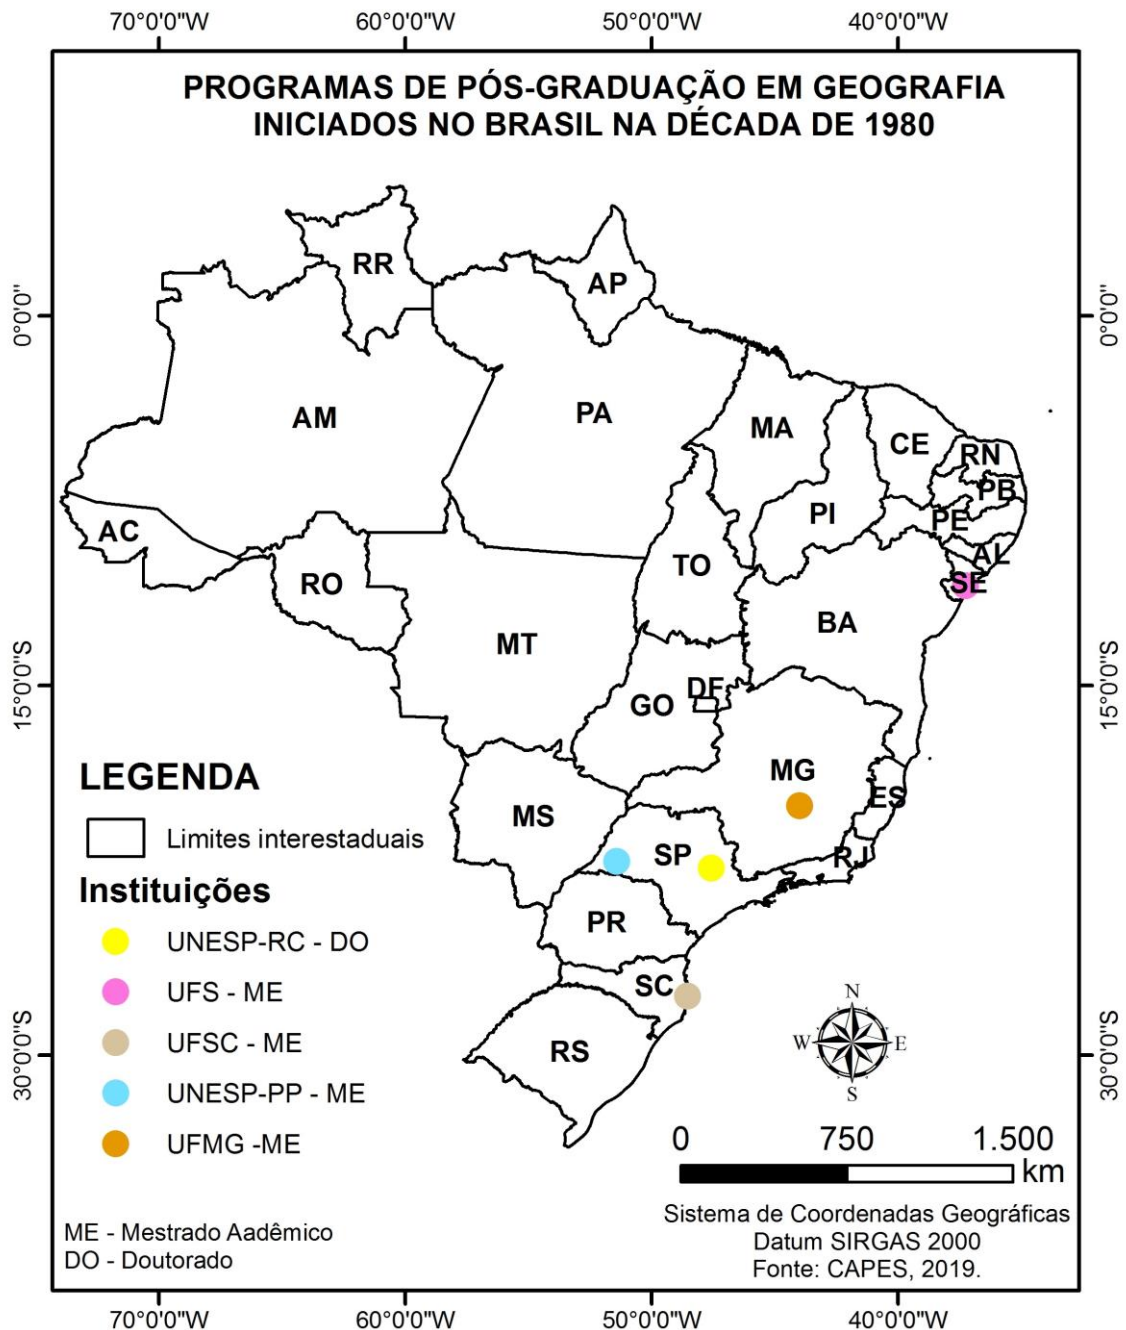 70°0'0"W 60°0'0"W 50°0'0"W 40°0'0"W
PROGRAMAS DE PÓS-GRADUAÇÃO EM GEOGRAFIA
INICIADOS NO BRASIL NA DÉCADA DE 1980
RR
AP
0°0'0"
0°0'0"
AM
PA
MA
CE
RN
PB
PI
PE
AC
AL
TO
SE
RO
BA
MT
15°0'0"S
15°0'0"S
DF
GO
MG
ES
MS
RJ
SP
PR
SC
RS
LEGENDA
Limites interestaduais
Instituições
UNESP-RC - DO
UFS - ME
UFSC - ME
UNESP-PP - ME
UFMG -ME
30°0'0"S
30°0'0"S
N
W E
S
0 750 1.500
km
ME - Mestrado Aadêmico
DO - Doutorado
Sistema de Coordenadas Geográficas
Datum SIRGAS 2000
Fonte: CAPES, 2019.
70°0'0"W 60°0'0"W 50°0'0"W 40°0'0"W